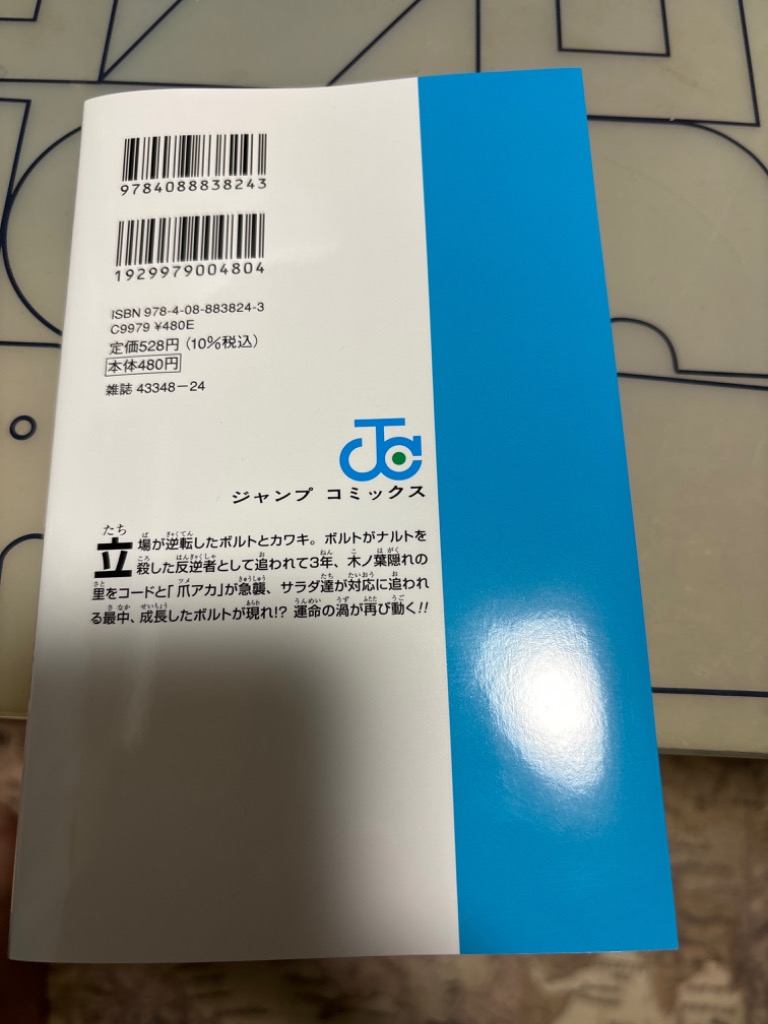 9784088838243
1929979004804
ISBN 978-4-08-883824-3
C9979 ¥480E
定価528円(10%税込)
本体480円
雑誌 43348-24
JC
ジャンプ コミックス
立場が逆転したボルトとカワキ。ボルトがナルトを
殺した反逆者として追われて3年、木ノ葉隠れの
里をコードと「爪アカ」が急襲、サラダ達が対応に追われ
る最中、成長したボルトが現れ!? 運命の渦が再び動く!!